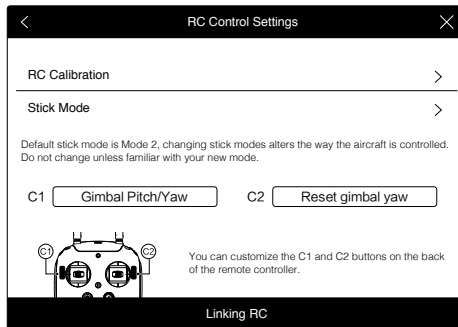 RC Control Settings
RC Calibration
Stick Mode
Default stick mode is Mode 2, changing stick modes alters the way the aircraft is controlled.
Do not change unless familiar with your new mode.
C1 Gimbal Pitch/Yaw C2 Reset gimbal yaw
C1 C2
You can customize the C1 and C2 buttons on the back
of the remote controller.
Linking RC